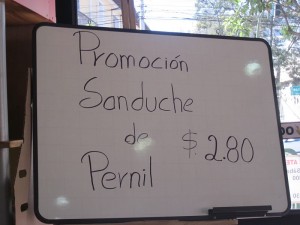 Promoción
Sanduche
de
Pernil $2.80